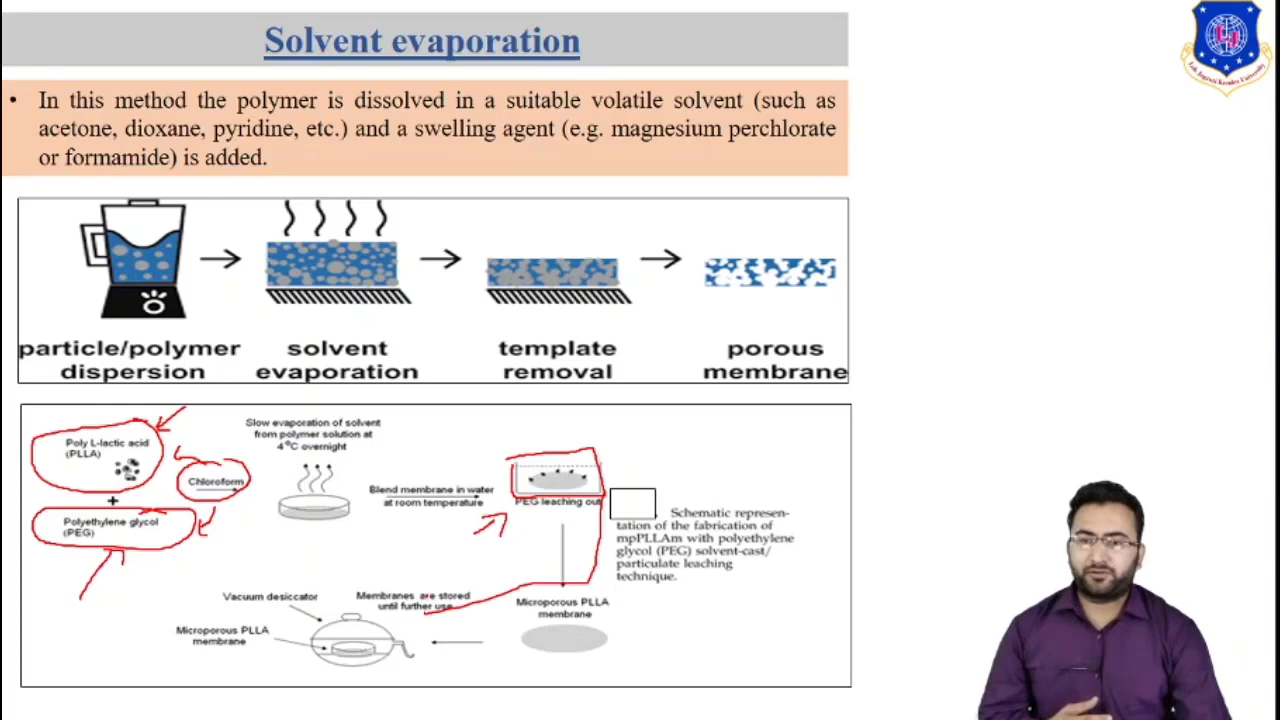 Solvent evaporation
• In this method the polymer is dissolved in a suitable volatile solvent (such as
acetone, dioxane, pyridine, etc.) and a swelling agent (e.g. magnesium perchlorate
or formamide) is added.
particle/polymer
dispersion
solvent
evaporation
template
removal
porous
membrane
Poly L-lactic acid
(PLLA)
+
Polyethylene glycol
(PEG)
Chloroform
Slow evaporation of solvent
from polymer solution at
4 °C overnight
Blend membrane in water
at room temperature
PEG leaching out
Schematic represen-
tation of the fabrication of
mpPLLAm with polyethylene
glycol (PEG) solvent-cast/
particulate leaching
technique.
Microporous PLLA
membrane
Membranes are stored
until further use
Vacuum desiccator
Microporous PLLA
membrane